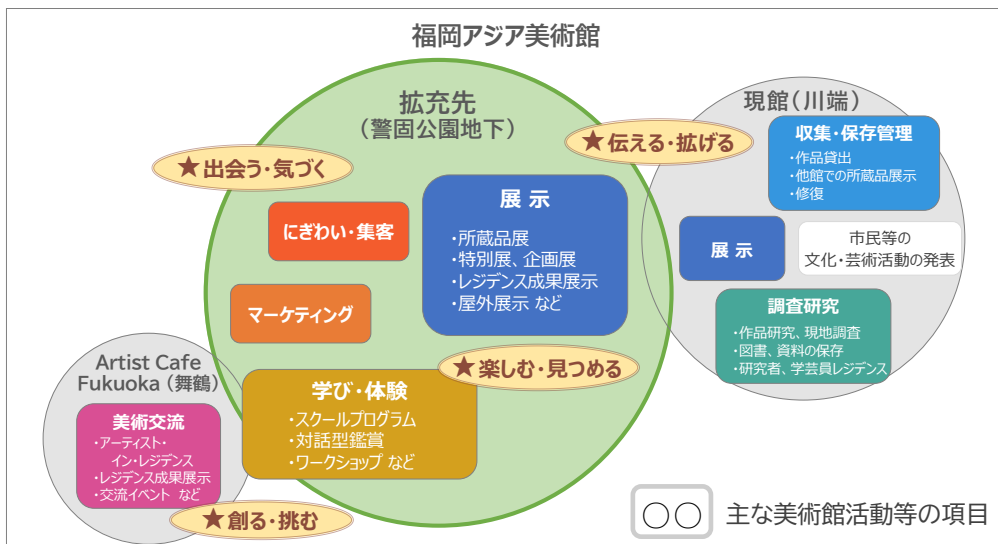 福岡アジア美術館
拡充先
（警固公園地下）
★出会う・気づく
★伝える・拡げる
にぎわい・集客
マーケティング
展 示
・所蔵品展
・特別展、企画展
・レジデンス成果展示
・屋外展示 など
★楽しむ・見つめる
学び・体験
・スクールプログラム
・対話型鑑賞
・ワークショップ など
現館（川端）
収集・保存管理
・作品貸出
・他館での所蔵品展示
・修復
展 示
市民等の
文化・芸術活動の発表
調査研究
・作品研究、現地調査
・図書、資料の保存
・研究者、学芸員レジデンス
Artist Cafe
Fukuoka（舞鶴）
美術交流
・アーティスト・
イン・レジデンス
・レジデンス成果展示
・交流イベント など
★創る・挑む
○○ 主な美術館活動等の項目